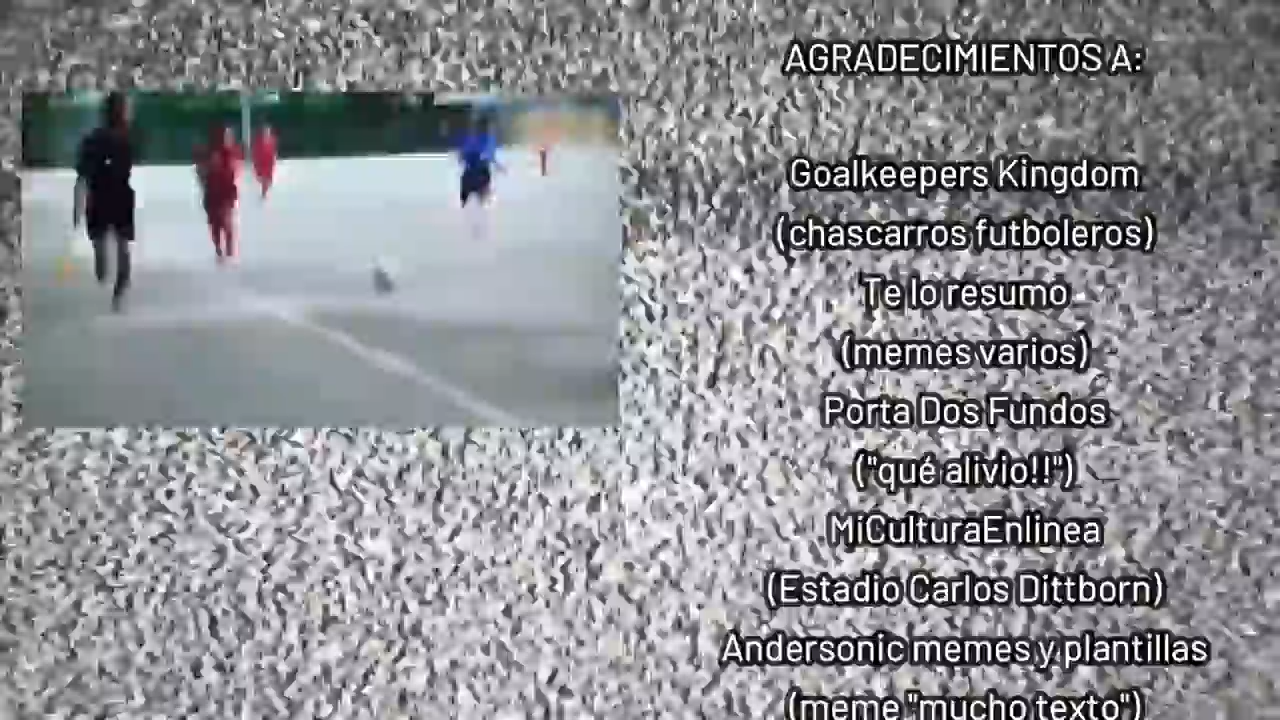 AGRADECIMIENTOS A:
Goalkeepers Kingdom
(chascarros futboleros)
Te lo resumo
(memes varios)
Porta Dos Fundos
("qué alivio!!")
MiCulturaEnlinea
(Estadio Carlos Dittborn)
Andersonic memes y plantillas
(meme "mucho texto")